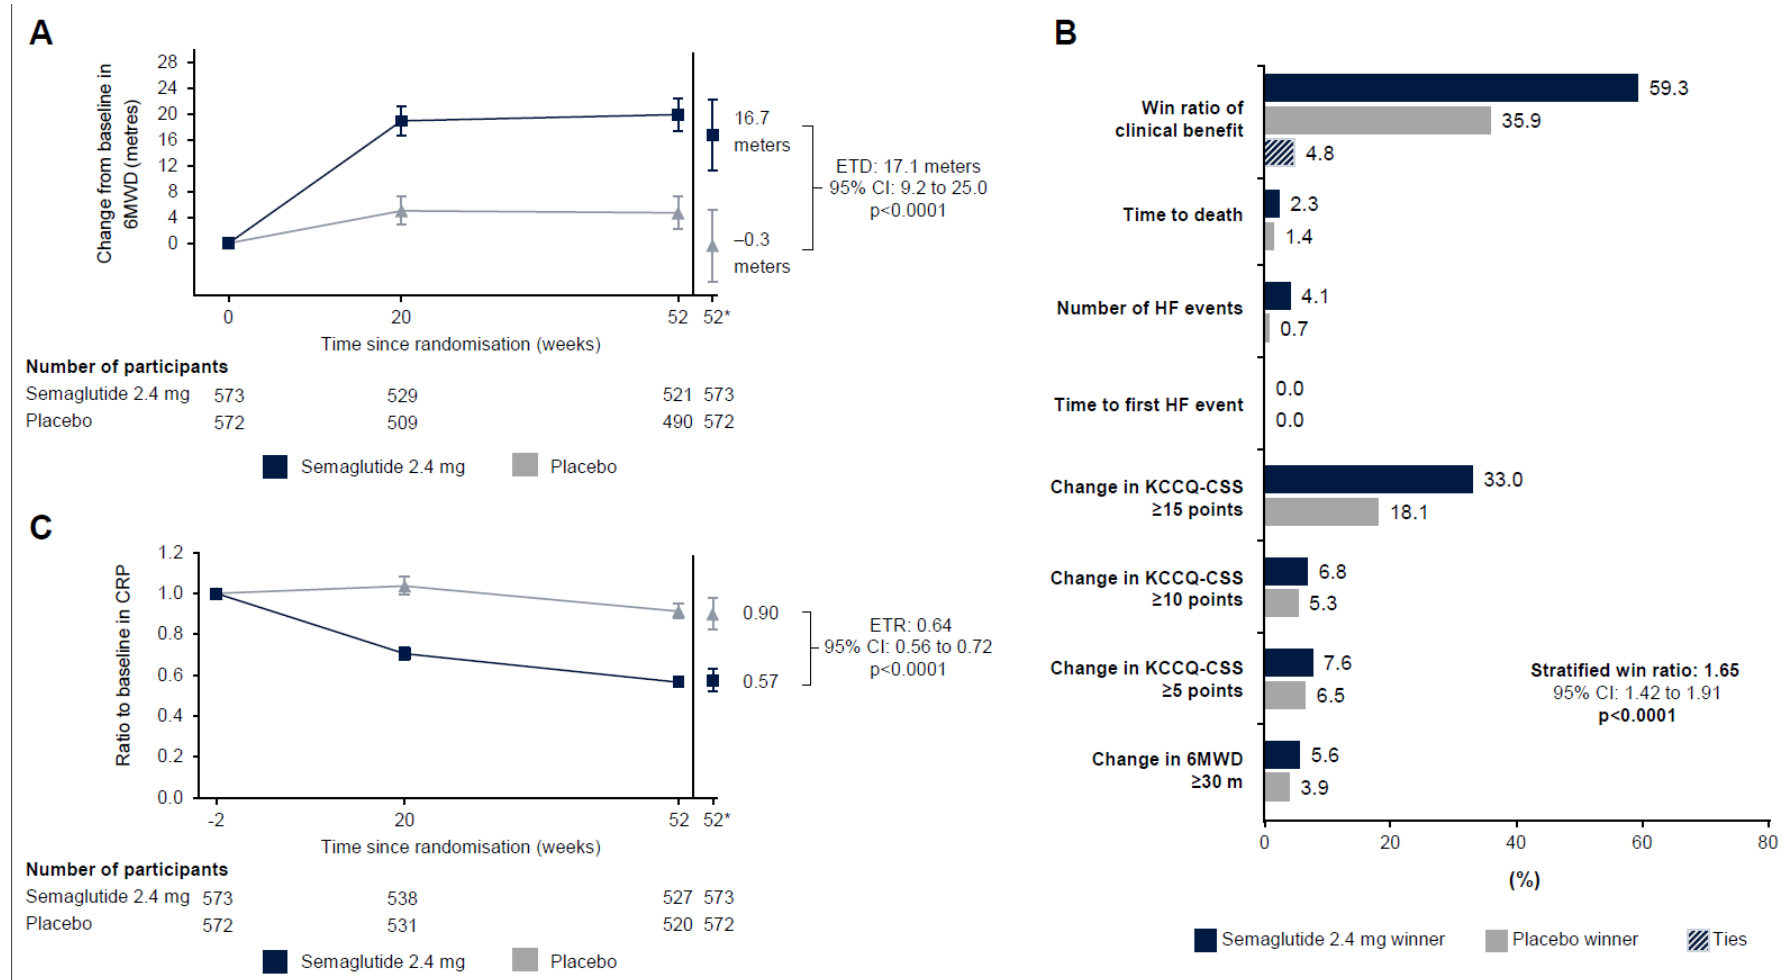 A
Change from baseline in
6MWD (metres)
28
24
20
16
12
8
4
0
16.7
meters
–0.3
meters
ETD: 17.1 meters
95% CI: 9.2 to 25.0
p<0.0001
0 20 52 52*
Time since randomisation (weeks)
Number of participants
Semaglutide 2.4 mg 573 529 521 573
Placebo 572 509 490 572
Semaglutide 2.4 mg Placebo
C
Ratio to baseline in CRP
1.2
1.0
0.8
0.6
0.4
0.2
0.0
0.90
0.57
ETR: 0.64
95% CI: 0.56 to 0.72
p<0.0001
-2 20 52 52*
Time since randomisation (weeks)
Number of participants
Semaglutide 2.4 mg 573 538 527 573
Placebo 572 531 520 572
Semaglutide 2.4 mg Placebo
B
Win ratio of
clinical benefit
59.3
35.9
4.8
Time to death
2.3
1.4
Number of HF events
4.1
0.7
Time to first HF event
0.0
0.0
Change in KCCQ-CSS
≥15 points
33.0
18.1
Change in KCCQ-CSS
≥10 points
6.8
5.3
Change in KCCQ-CSS
≥5 points
7.6
6.5
Change in 6MWD
≥30 m
5.6
3.9
Stratified win ratio: 1.65
95% CI: 1.42 to 1.91
p<0.0001
0 20 40 60 80
(%)
Semaglutide 2.4 mg winner Placebo winner Ties